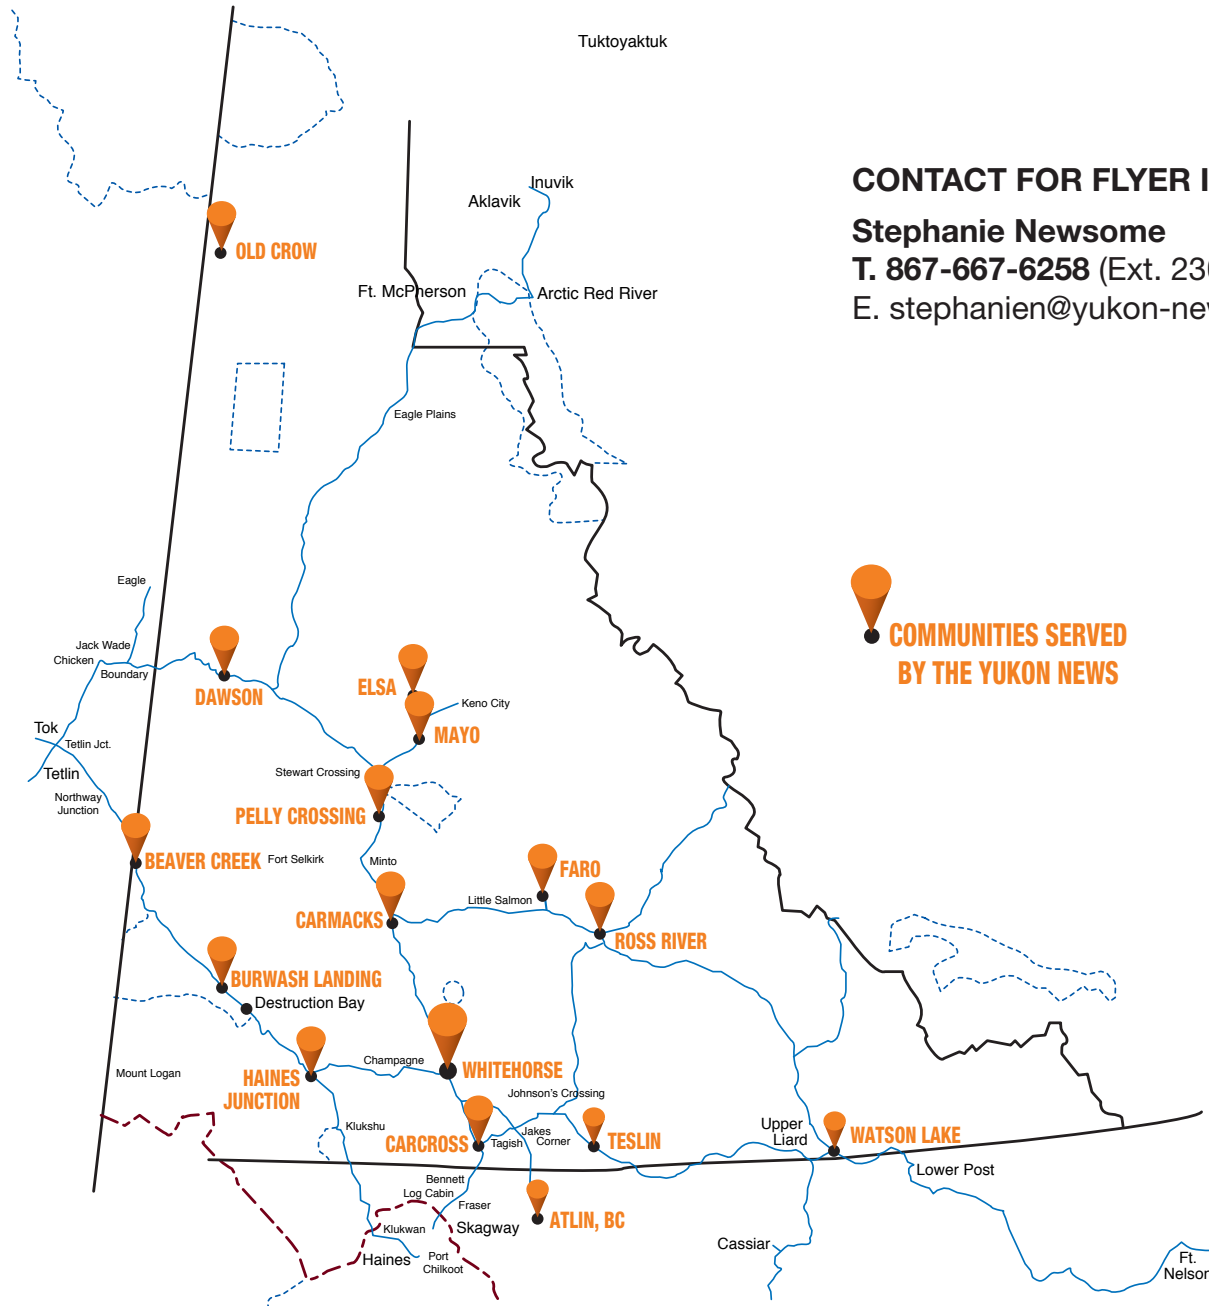 Tuktoyaktuk
CONTACT FOR FLYER I
Inuvik
Aklavik
Stephanie Newsome
OLD CROW
T. 867-667-6258 (Ext. 230
Ft. McPherson
Arctic Red River
E. stephanien@yukon-new
Eagle Plains
Eagle
COMMUNITIES SERVED
BY THE YUKON NEWS
Jack Wade
Chicken
Boundary
DAWSON
ELSA
Keno City
MAYO
Tok
Tetlin Jct.
Tetlin
Stewart Crossing
Northway
Junction
PELLY CROSSING
BEAVER CREEK
Fort Selkirk
Minto
FARO
Little Salmon
CARMACKS
ROSS RIVER
BURWASH LANDING
Destruction Bay
Champagne
WHITEHORSE
Mount Logan
HAINES
JUNCTION
Johnson's Crossing
Klukshu
CARCROSS
Tagish
Jakes
Corner
TESLIN
Upper
Liard
WATSON LAKE
Lower Post
Bennett
Log Cabin
Fraser
Skagway
ATLIN, BC
Klukwan
Haines
Port
Chilkoot
Cassiar
Ft.
Nelson